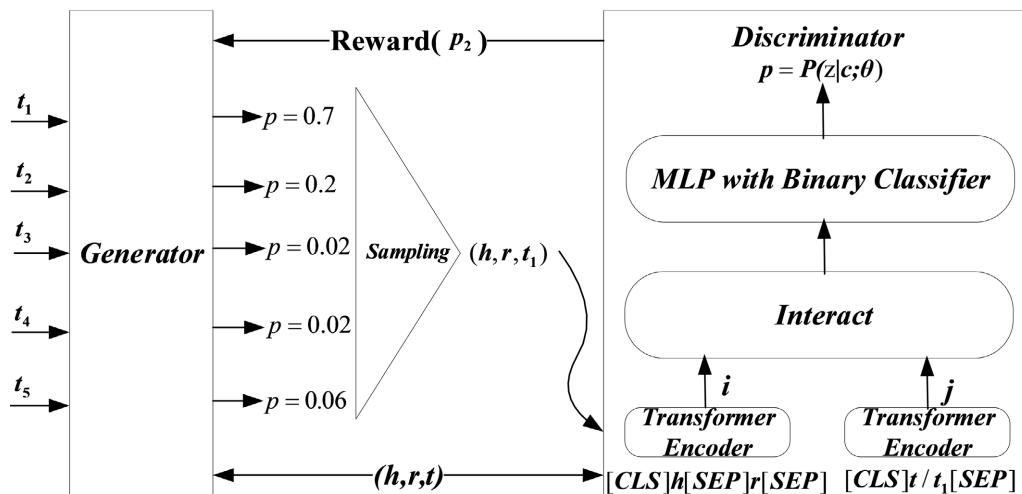 Reward( p₂ )
t₁
t₂
t₃
t₄
t₅
Generator
p = 0.7
p = 0.2
p = 0.02
p = 0.02
p = 0.06
Sampling
(h, r, t₁)
(h,r,t)
Discriminator
p = P(z|c;θ)
MLP with Binary Classifier
Interact
i
j
Transformer
Encoder
Transformer
Encoder
[CLS]h[SEP]r[SEP]
[CLS]t / t₁[SEP]